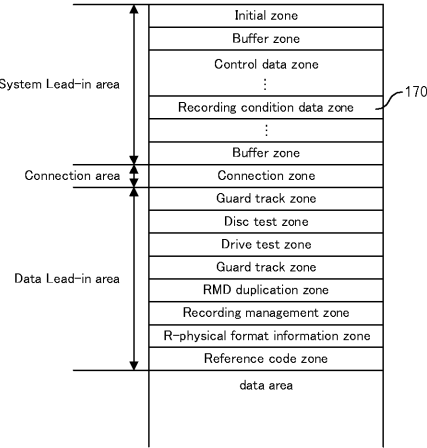 Initial zone
Buffer zone
System Lead-in area
Control data zone
⋮
Recording condition data zone
170
⋮
Buffer zone
Connection area
Connection zone
Guard track zone
Disc test zone
Drive test zone
Data Lead-in area
Guard track zone
RMD duplication zone
Recording management zone
R-physical format information zone
Reference code zone
data area